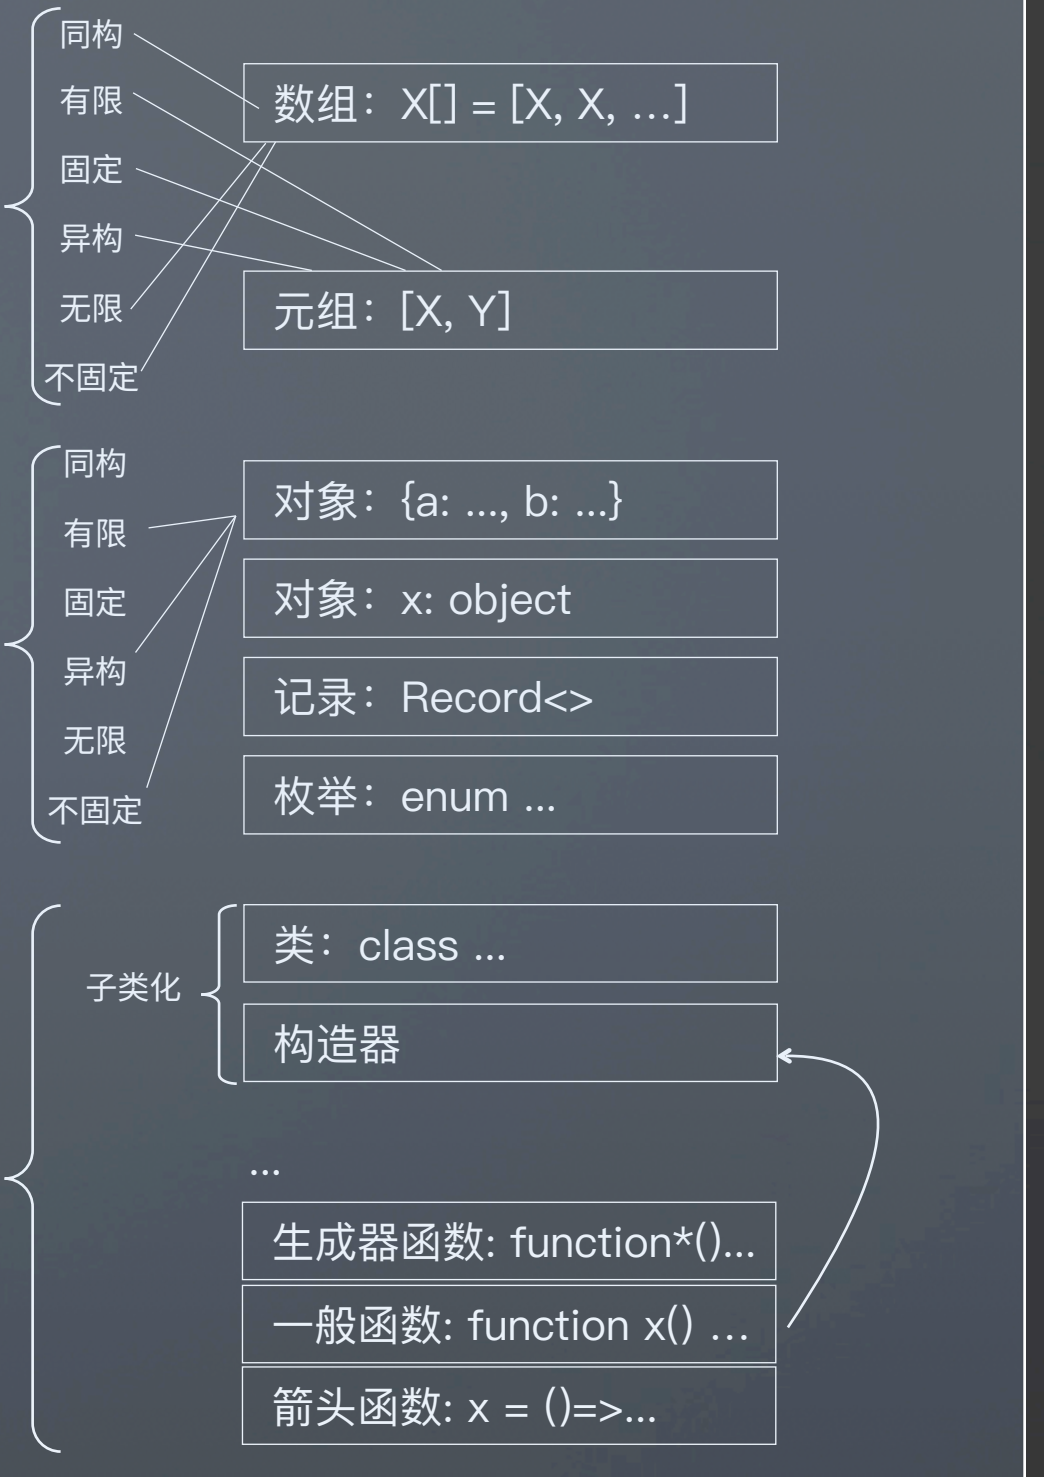 同构
有限
固定
异构
无限
不固定
数组：X[] = [X, X, …]
元组：[X, Y]
同构
有限
固定
异构
无限
不固定
对象：{a: ..., b: ...}
对象：x: object
记录：Record<>
枚举：enum ...
子类化
类：class ...
构造器
...
生成器函数: function*()...
一般函数: function x() …
箭头函数: x = ()=>...